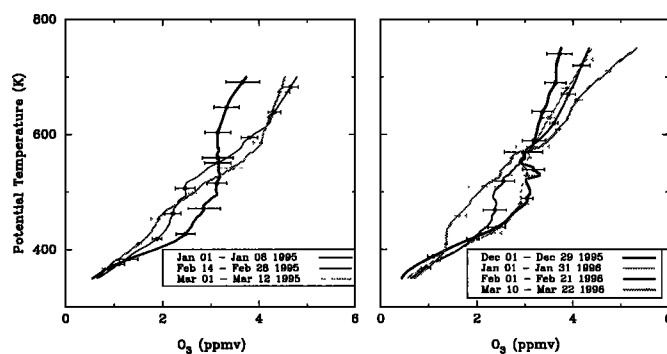 800
600
400
Potential Temperature (K)
Jan 01 - Jan 06 1995
Feb 14 - Feb 28 1995
Mar 01 - Mar 12 1995
0 2 4 6
O3 (ppmv)
Dec 01 - Dec 29 1995
Jan 01 - Jan 31 1996
Feb 01 - Feb 21 1996
Mar 10 - Mar 22 1996
0 2 4 6
O3 (ppmv)